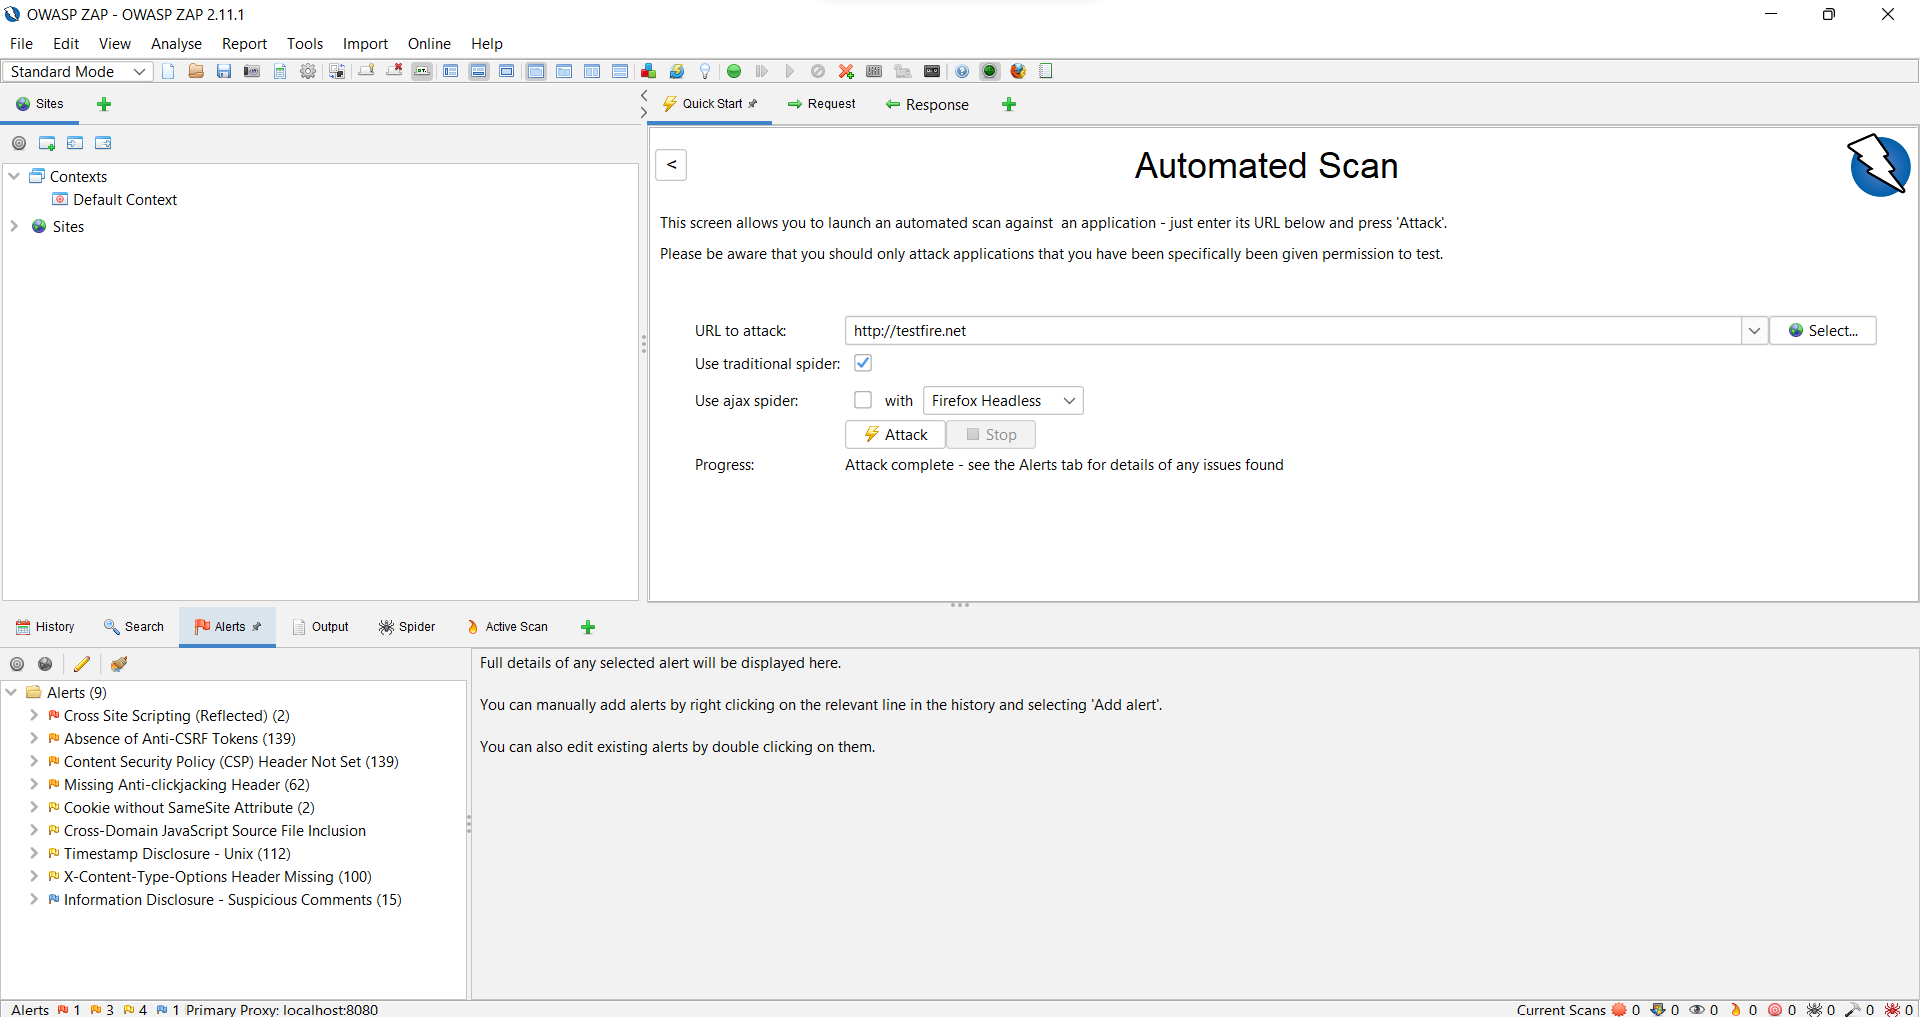 OWASP ZAP - OWASP ZAP 2.11.1
File Edit View Analyse Report Tools Import Online Help
Standard Mode
Sites
Quick Start Request Response
<
Automated Scan
Contexts
Default Context
Sites
This screen allows you to launch an automated scan against  an application - just enter its URL below and press 'Attack'.
Please be aware that you should only attack applications that you have been specifically been given permission to test.
URL to attack: http://testfire.net Select...
Use traditional spider:
Use ajax spider: with Firefox Headless
Attack Stop
Progress: Attack complete - see the Alerts tab for details of any issues found
History Search Alerts Output Spider Active Scan
Alerts (9)
Cross Site Scripting (Reflected) (2)
Absence of Anti-CSRF Tokens (139)
Content Security Policy (CSP) Header Not Set (139)
Missing Anti-clickjacking Header (62)
Cookie without SameSite Attribute (2)
Cross-Domain JavaScript Source File Inclusion
Timestamp Disclosure - Unix (112)
X-Content-Type-Options Header Missing (100)
Information Disclosure - Suspicious Comments (15)
Full details of any selected alert will be displayed here.
You can manually add alerts by right clicking on the relevant line in the history and selecting 'Add alert'.
You can also edit existing alerts by double clicking on them.
Alerts 1 3 4 1 Primary Proxy: localhost:8080 Current Scans 0 0 0 0 0 0 0 0